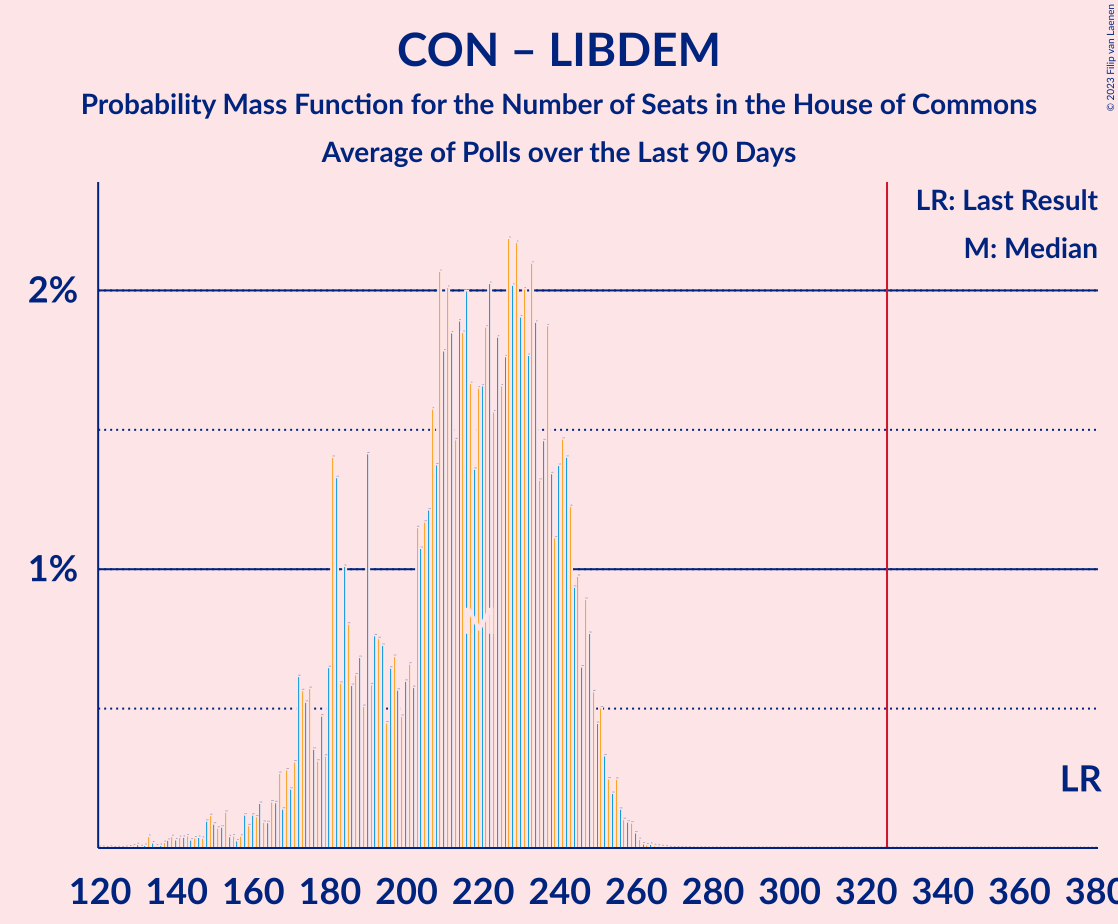 CON – LIBDEM
Probability Mass Function for the Number of Seats in the House of Commons
Average of Polls over the Last 90 Days
© 2023 Filip van Laenen
LR: Last Result
M: Median
2%
1%
M
LR
120 140 160 180 200 220 240 260 280 300 320 340 360 380